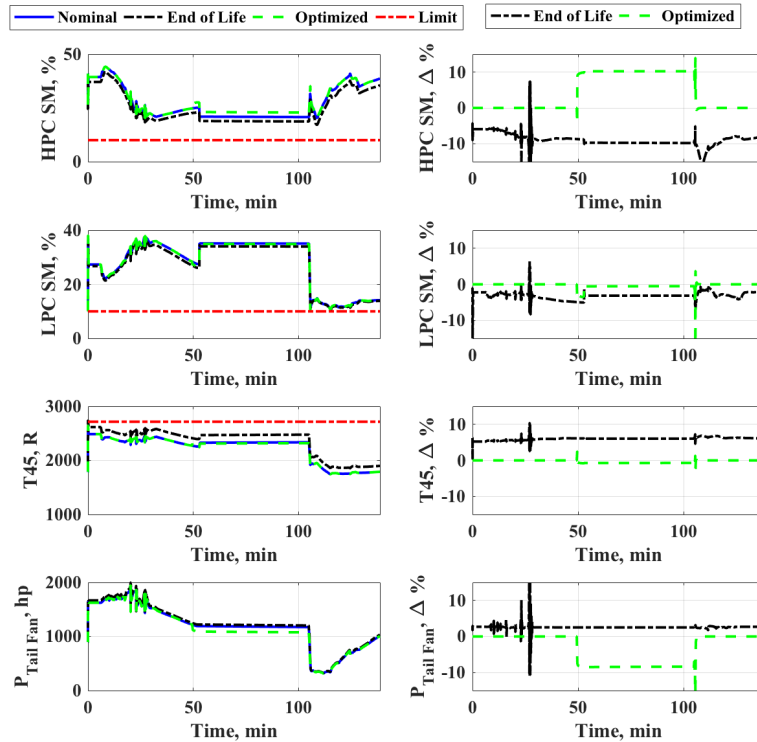 Nominal End of Life Optimized Limit
End of Life Optimized
50
0
HPC SM, %
0 50 100
Time, min
10
0
-10
HPC SM, Δ %
0 50 100
Time, min
40
20
0
LPC SM, %
0 50 100
Time, min
10
0
-10
LPC SM, Δ %
0 50 100
Time, min
3000
2000
1000
T45, R
0 50 100
Time, min
10
0
-10
T45, Δ %
0 50 100
Time, min
2000
1000
0
P Tail Fan, hp
0 50 100
Time, min
10
0
-10
P Tail Fan, Δ %
0 50 100
Time, min